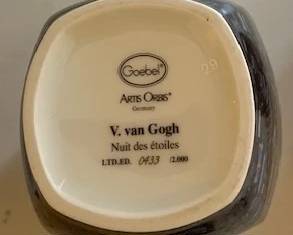 Goebel®
ARTIS ORBIS®
Germany
V. van Gogh
Nuit des étoiles
LTD.ED. 0433 /2.000